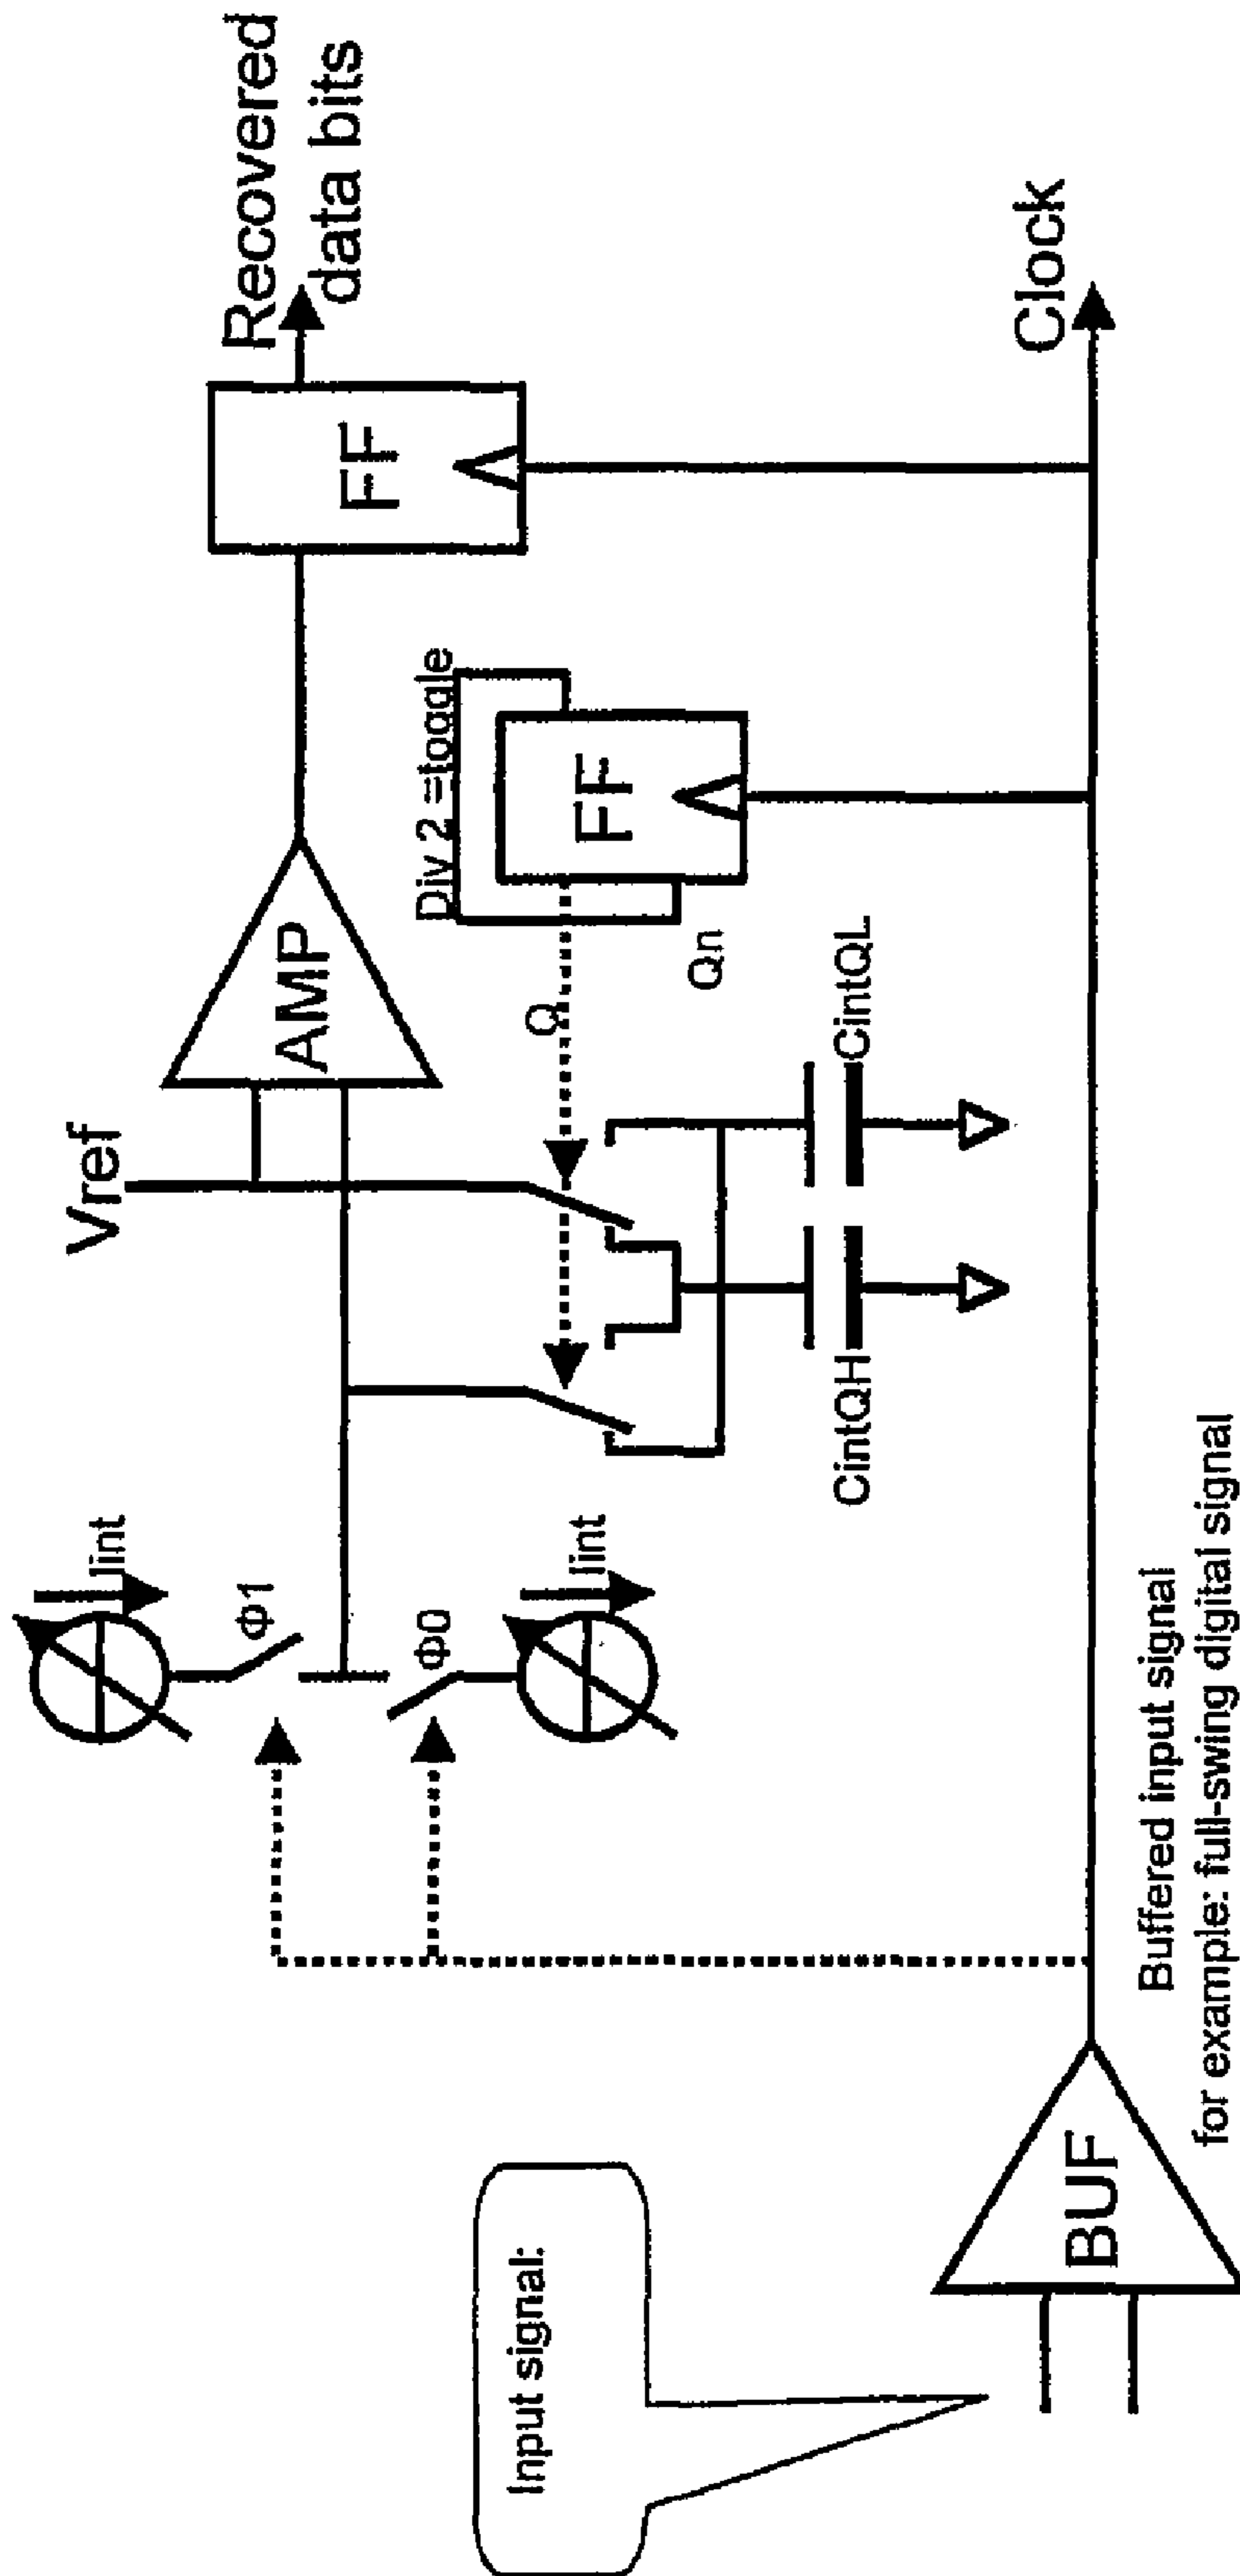 Input signal:
BUF
Buffered input signal
for example: full-swing digital signal
Φ1
Iint
Φ0
Iint
Vref
AMP
CintQH
CintQL
Q
Qn
Div 2 =toggle
FF
FF
Recovered
data bits
Clock